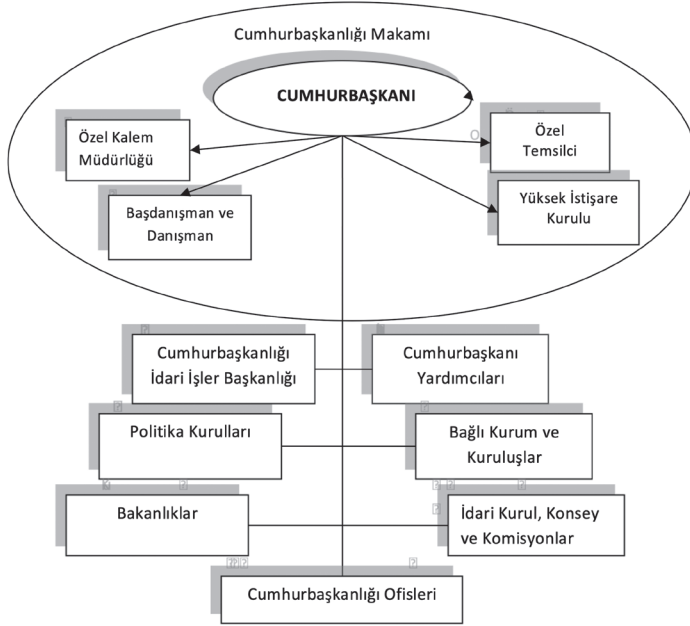 Cumhurbaşkanlığı Makamı
CUMHURBAŞKANI
Özel Kalem
Müdürlüğü
Özel
Temsilci
Başdanışman ve
Danışman
Yüksek İstişare
Kurulu
Cumhurbaşkanlığı
İdari İşler Başkanlığı
Cumhurbaşkanı
Yardımcıları
Politika Kurulları
Bağlı Kurum ve
Kuruluşlar
Bakanlıklar
İdari Kurul, Konsey
ve Komisyonlar
Cumhurbaşkanlığı Ofisleri